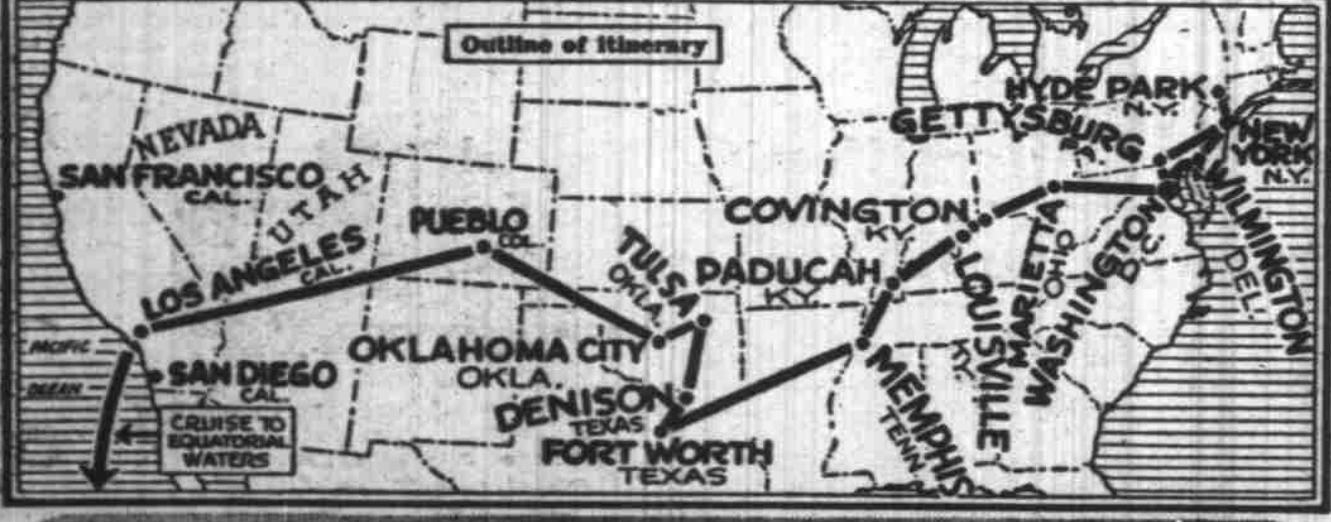 Outline of Itinerary
HYDE PARK
N.Y.
GETTYSBURG
PA.
NEW
YORK
N.Y.
NEVADA
SAN FRANCISCO
CAL.
UTAH
LOS ANGELES
CAL.
PUEBLO
COL.
TULSA
OKLA.
COVINGTON
KY.
PADUCAH
KY.
LOUISVILLE
KY.
MARIETTA
OHIO
WASHINGTON
D.C.
WILMINGTON
DEL.
PACIFIC
OCEAN
OKLAHOMA CITY
OKLA.
SAN DIEGO
CAL.
DENISON
TEXAS
FORT WORTH
TEXAS
MEMPHIS
TENN
CRUISE TO
EQUATORIAL
WATERS